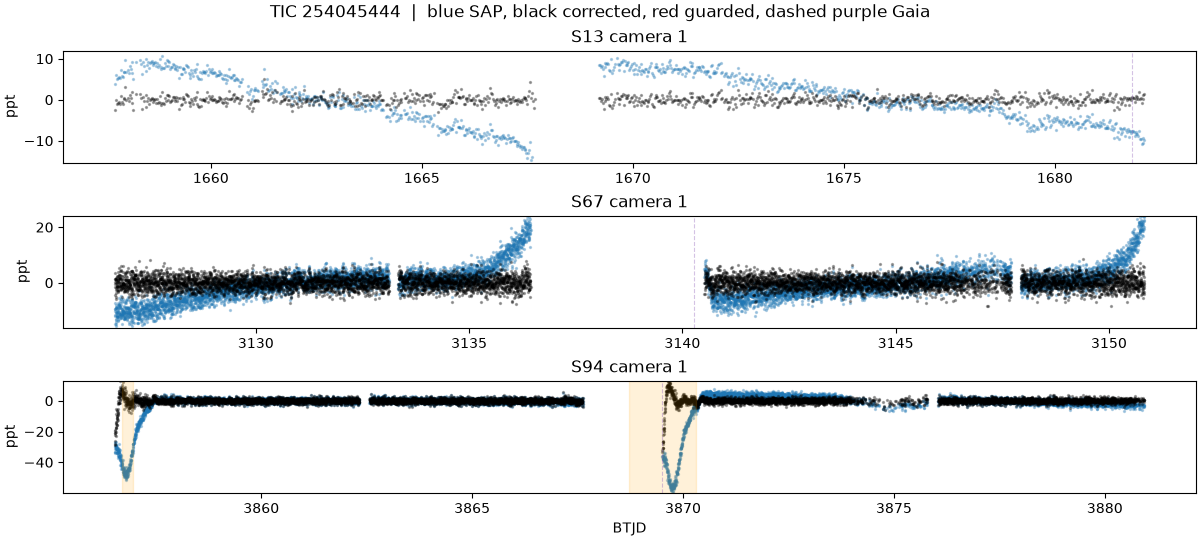 TIC 254045444 | blue SAP, black corrected, red guarded, dashed purple Gaia
S13 camera 1
10
0
−10
ppt
1660 1665 1670 1675 1680
S67 camera 1
20
0
ppt
3130 3135 3140 3145 3150
S94 camera 1
0
−20
−40
ppt
3860 3865 3870 3875 3880
BTJD